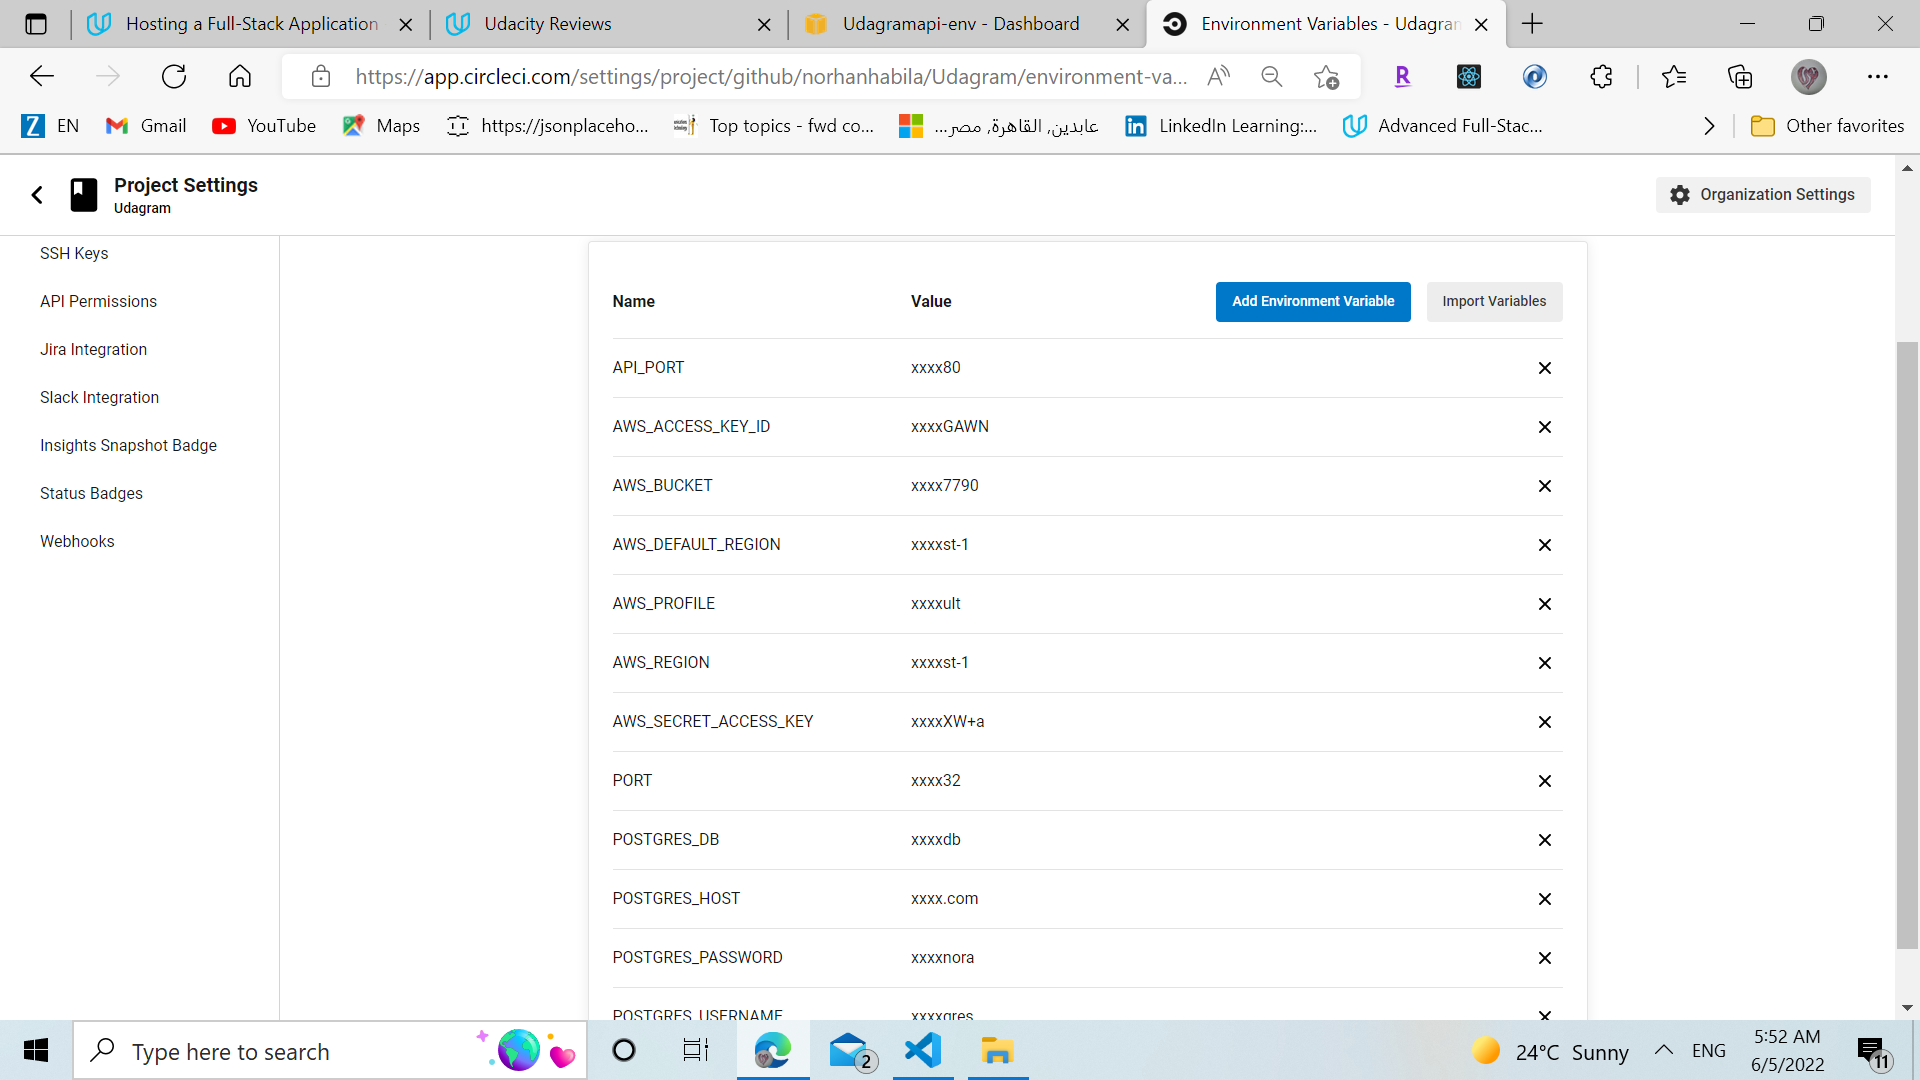 Hosting a Full-Stack Application
Udacity Reviews
Udagramapi-env - Dashboard
Environment Variables - Udagran
https://app.circleci.com/settings/project/github/norhanhabila/Udagram/environment-va...
EN
Gmail
YouTube
Maps
https://jsonplaceho...
Top topics - fwd co...
عابدين, القاهرة, مصر...
LinkedIn Learning:...
Advanced Full-Stac...
Other favorites
Project Settings
Udagram
Organization Settings
SSH Keys
API Permissions
Jira Integration
Slack Integration
Insights Snapshot Badge
Status Badges
Webhooks
Name Value Add Environment Variable Import Variables
API_PORT xxxx80
AWS_ACCESS_KEY_ID xxxxGAWN
AWS_BUCKET xxxx7790
AWS_DEFAULT_REGION xxxxst-1
AWS_PROFILE xxxxult
AWS_REGION xxxxst-1
AWS_SECRET_ACCESS_KEY xxxxXW+a
PORT xxxx32
POSTGRES_DB xxxxdb
POSTGRES_HOST xxxx.com
POSTGRES_PASSWORD xxxxnora
POSTGRES_USERNAME xxxxgres
Type here to search
2
24°C Sunny
ENG
5:52 AM
6/5/2022
11